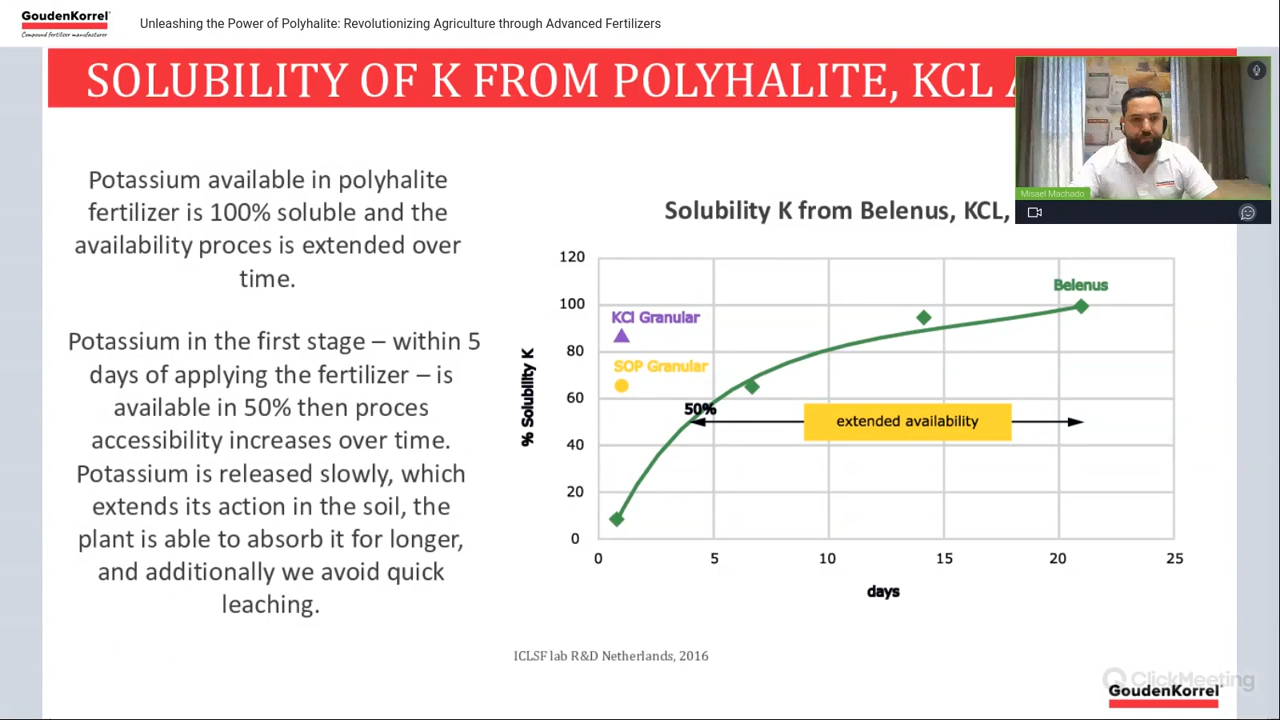 GoudenKorrel
Compound fertilizer manufacturer
Unleashing the Power of Polyhalite: Revolutionizing Agriculture through Advanced Fertilizers
SOLUBILITY OF K FROM POLYHALITE, KCL
Misael Machado
Potassium available in polyhalite
fertilizer is 100% soluble and the
availability proces is extended over
time.
Potassium in the first stage – within 5
days of applying the fertilizer – is
available in 50% then proces
accessibility increases over time.
Potassium is released slowly, which
extends its action in the soil, the
plant is able to absorb it for longer,
and additionally we avoid quick
leaching.
Solubility K from Belenus, KCL,
120
100
80
60
40
20
0
% Solubility K
KCl Granular
SOP Granular
50%
extended availability
Belenus
0 5 10 15 20 25
days
ICLSF lab R&D Netherlands, 2016
ClickMeeting
GoudenKorrel